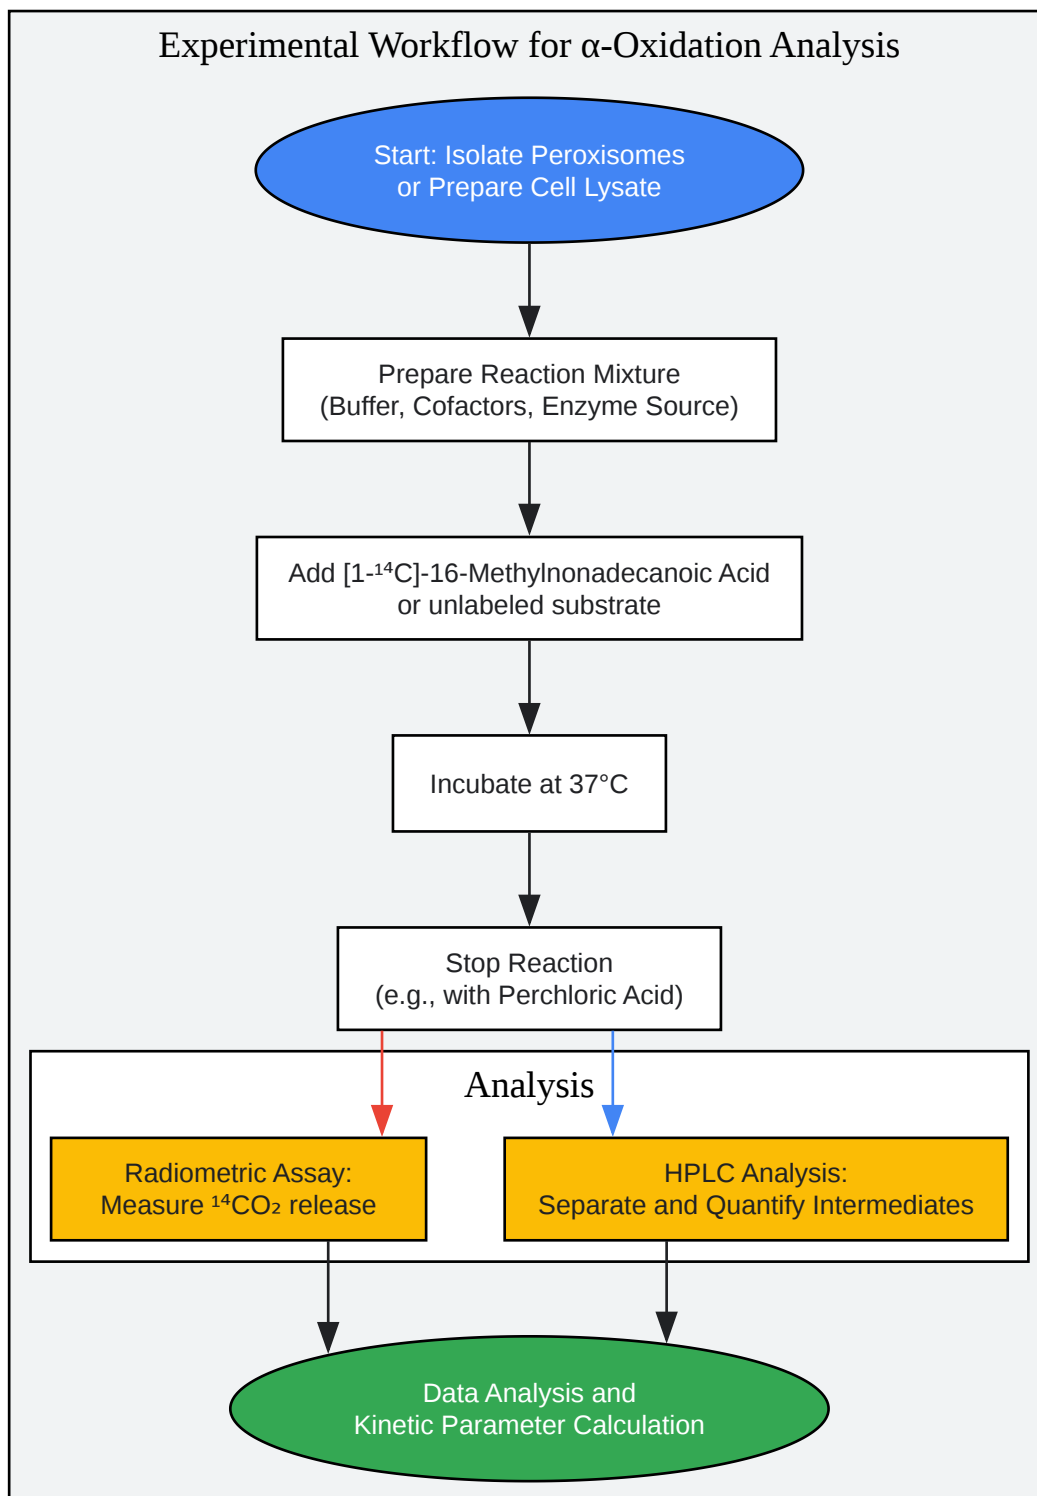 Experimental Workflow for α-Oxidation Analysis
Start: Isolate Peroxisomes
or Prepare Cell Lysate
Prepare Reaction Mixture
(Buffer, Cofactors, Enzyme Source)
Add [1-¹⁴C]-16-Methylnonadecanoic Acid
or unlabeled substrate
Incubate at 37°C
Stop Reaction
(e.g., with Perchloric Acid)
Analysis
Radiometric Assay:
Measure ¹⁴CO₂ release
HPLC Analysis:
Separate and Quantify Intermediates
Data Analysis and
Kinetic Parameter Calculation